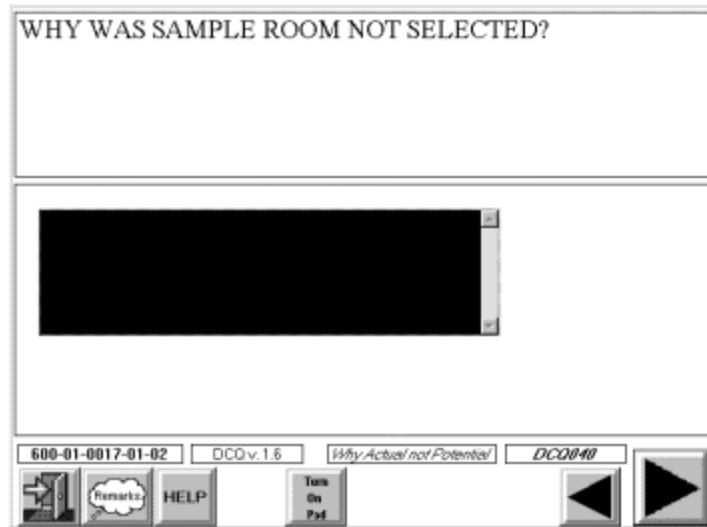 WHY WAS SAMPLE ROOM NOT SELECTED?
600-01-0017-01-02 DCQ v. 1.6 Why Actual not Potential DCQ040
Remarks HELP Turn
On
Pad